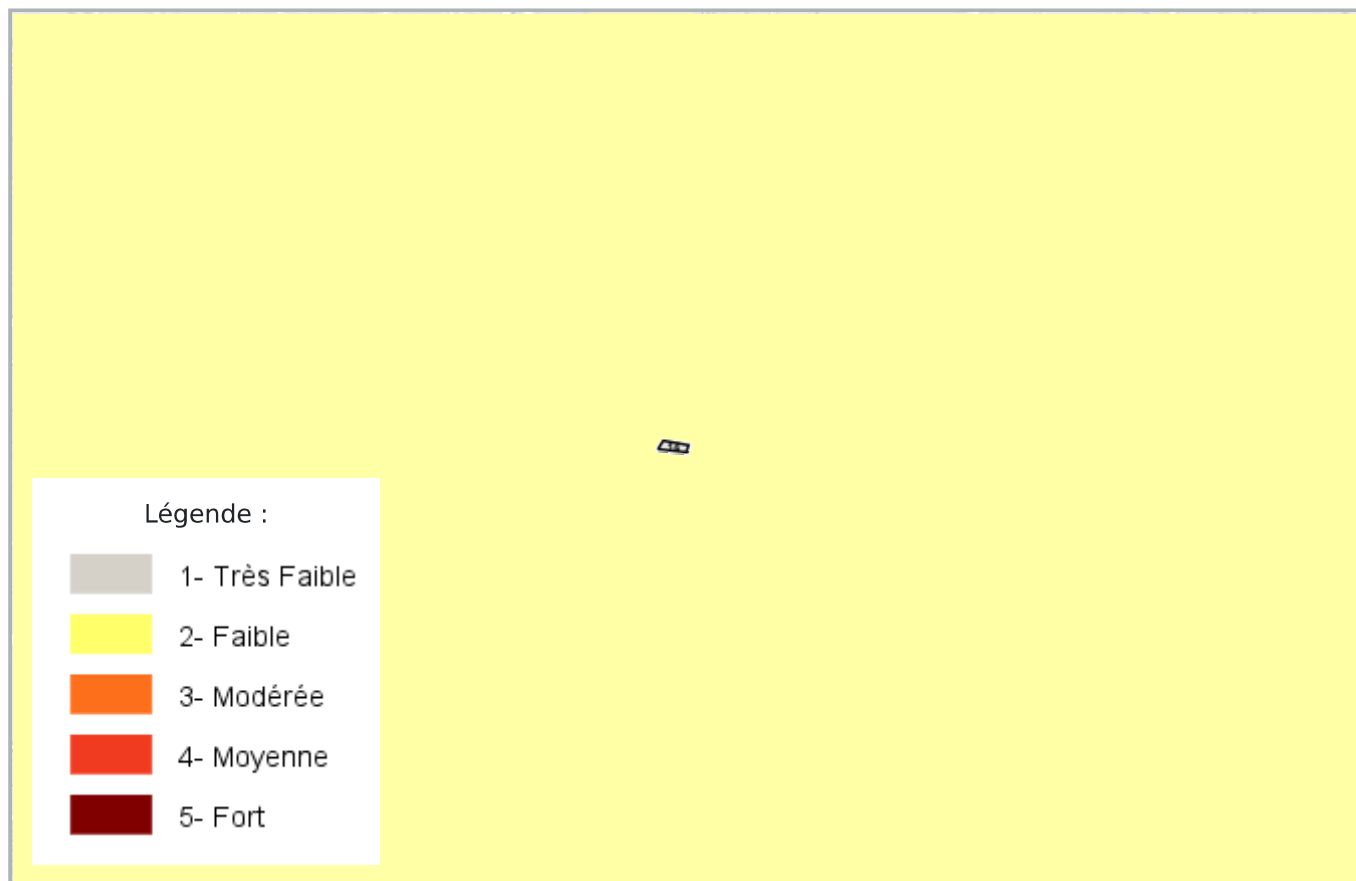 Légende :
1- Très Faible
2- Faible
3- Modérée
4- Moyenne
5- Fort